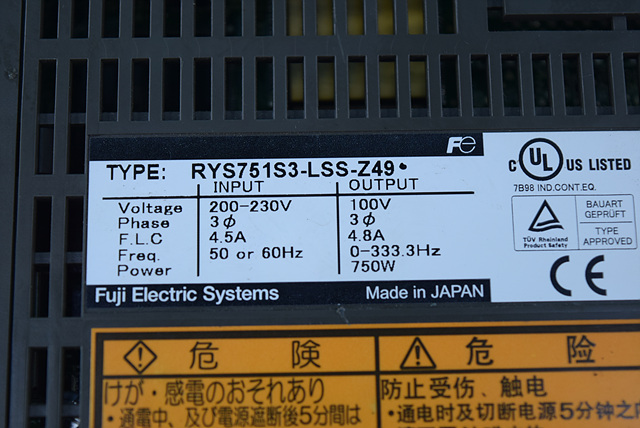 Fe
TYPE: RYS751S3-LSS-Z49
INPUT OUTPUT
Voltage 200-230V 100V
Phase 3Φ 3Φ
F.L.C 4.5A 4.8A
Freq. 50 or 60Hz 0-333.3Hz
Power 750W
Fuji Electric Systems Made in JAPAN
C UL US LISTED
7B98 IND.CONT.EQ.
TÜV Rheinland
Product Safety
BAUART
GEPRÜFT
TYPE
APPROVED
CE
危 険
けが・感電のおそれあり
・通電中、及び電源遮断後5分間は
危 险
防止受伤、触电
・通电时及切断电源5分钟之内